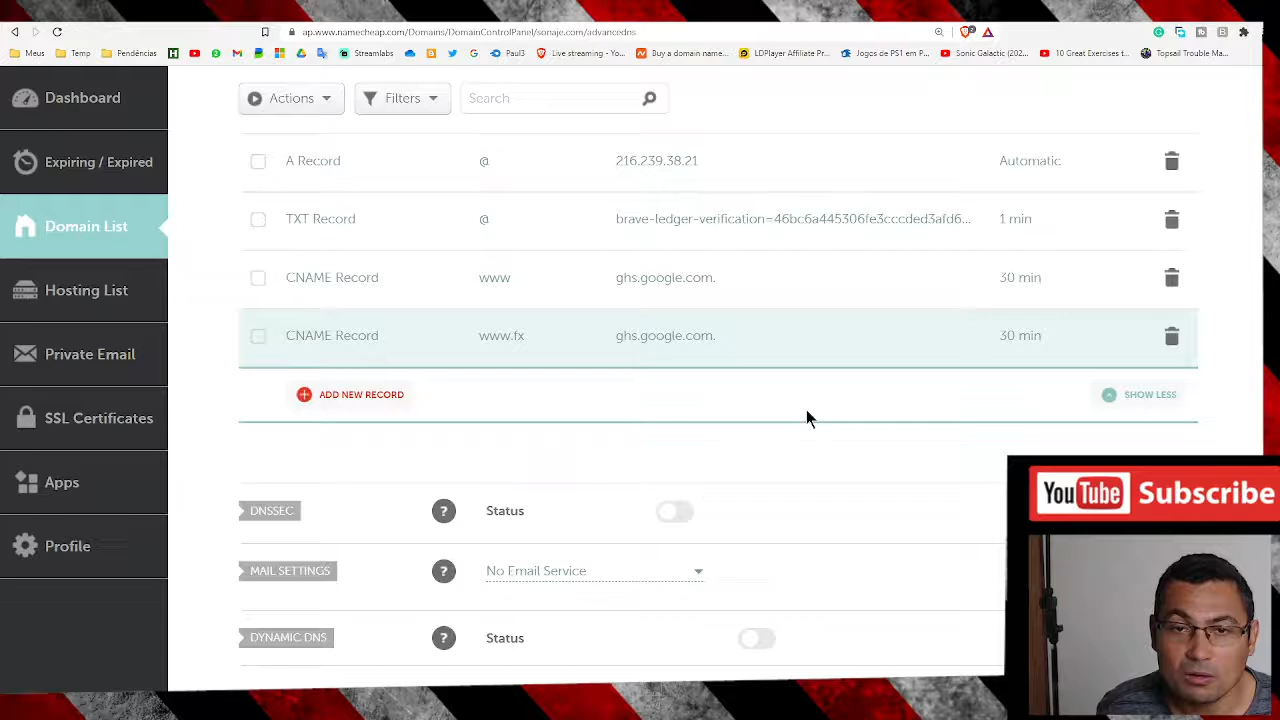 ap.www.namecheap.com/Domains/DomainControlPanel/sonaje.com/advancedns
Meus Temp Pendências Streamlabs Paul3 Live streaming - You... Buy a domain name... LDPlayer Affiliate Pr... Jogos de PS1 em P... Sonic Galactic (202... 10 Great Exercises t... Topsail Trouble Ma...
Dashboard
Expiring / Expired
Domain List
Hosting List
Private Email
SSL Certificates
Apps
Profile
Actions Filters Search
A Record @ 216.239.38.21 Automatic
TXT Record @ brave-ledger-verification=46bc6a445306fe3cccded3afd6... 1 min
CNAME Record www ghs.google.com. 30 min
CNAME Record www.fx ghs.google.com. 30 min
ADD NEW RECORD SHOW LESS
DNSSEC ? Status
MAIL SETTINGS ? No Email Service
DYNAMIC DNS ? Status
YouTube Subscribe